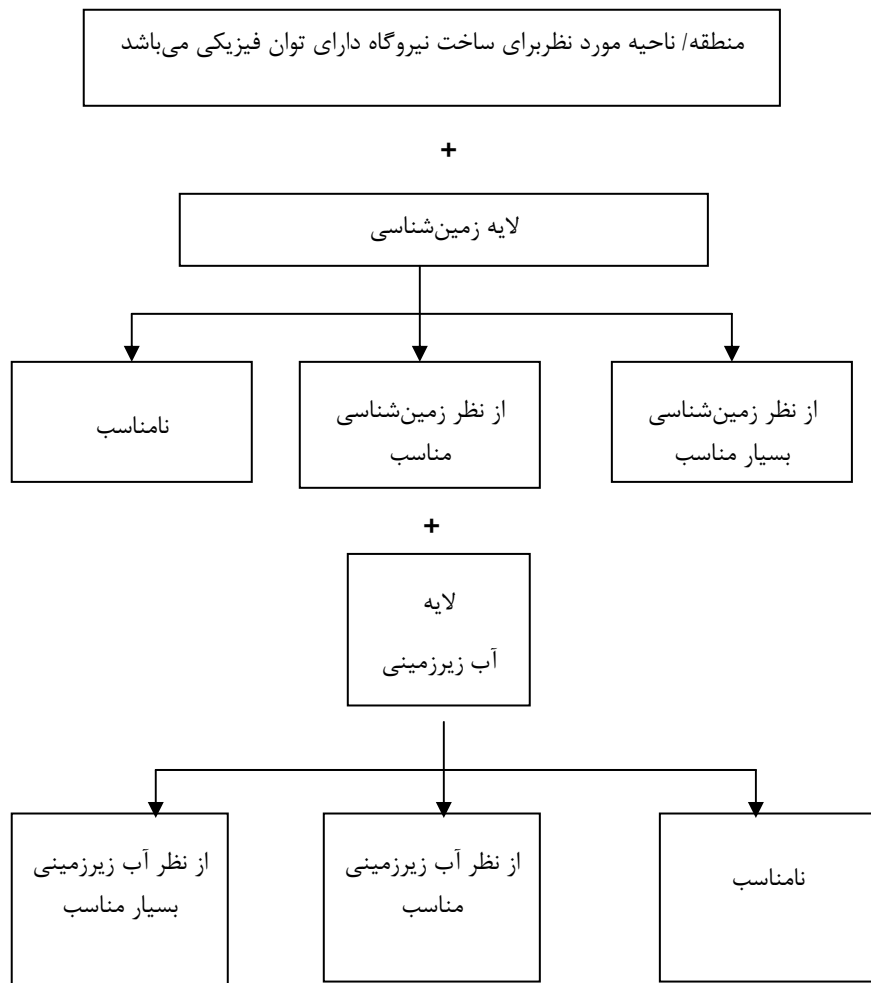 منطقه/ ناحیه مورد نظربرای ساخت نیروگاه دارای توان فیزیکی می‌باشد
+
لایه زمین‌شناسی
از نظر زمین‌شناسی
بسیار مناسب
از نظر زمین‌شناسی
مناسب
نامناسب
+
لایه
آب زیرزمینی
نامناسب
از نظر آب زیرزمینی
مناسب
از نظر آب زیرزمینی
بسیار مناسب